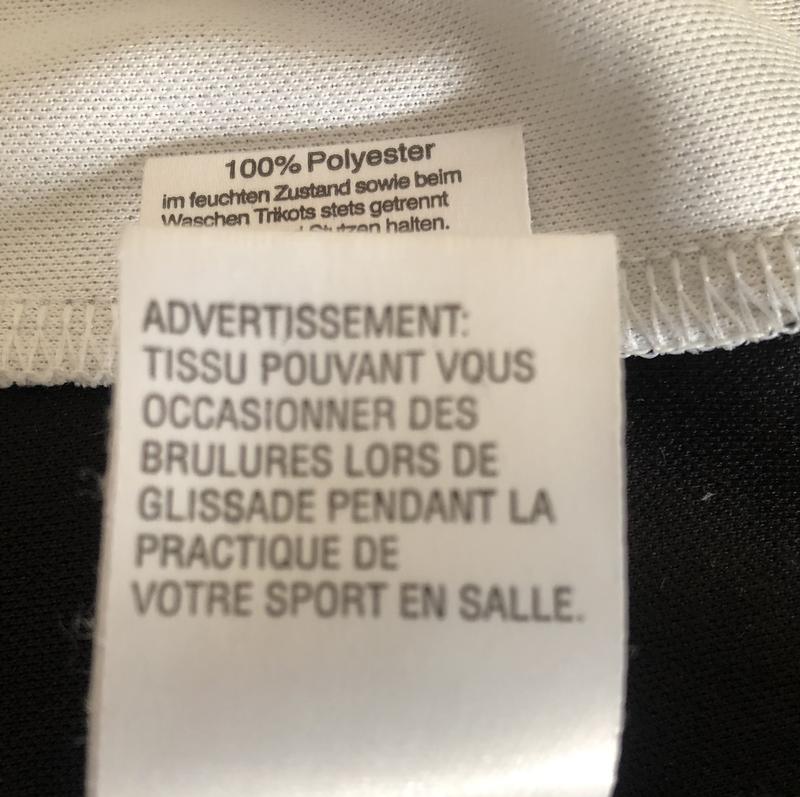 100% Polyester
im feuchten Zustand sowie beim
Waschen Trikots stets getrennt
Stutzen halten.
ADVERTISSEMENT:
TISSU POUVANT VOUS
OCCASIONNER DES
BRULURES LORS DE
GLISSADE PENDANT LA
PRACTIQUE DE
VOTRE SPORT EN SALLE.